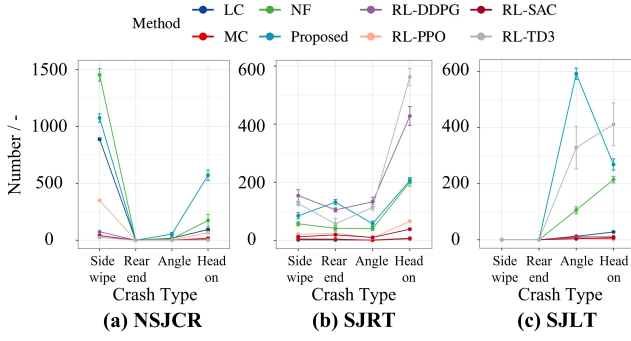 Method
LC
NF
RL-DDPG
RL-SAC
MC
Proposed
RL-PPO
RL-TD3
Number / -
1500
1000
500
0
Side wipe
Rear end
Angle
Head on
Crash Type
(a) NSJCR
600
400
200
0
Side wipe
Rear end
Angle
Head on
Crash Type
(b) SJRT
600
400
200
0
Side wipe
Rear end
Angle
Head on
Crash Type
(c) SJLT